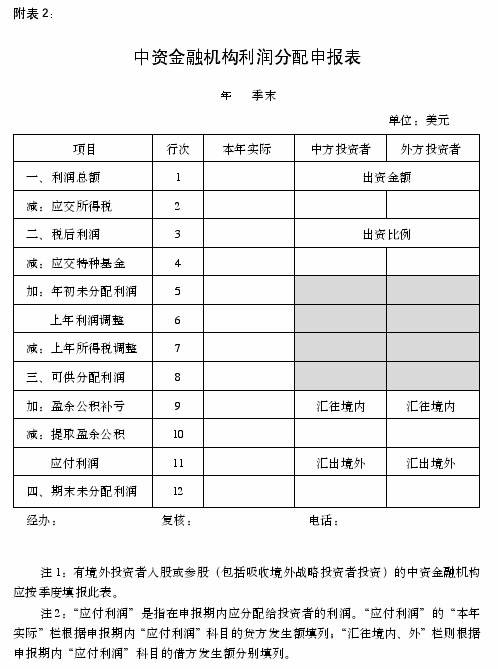 附表2：
中资金融机构利润分配申报表
年 季末
单位：美元
项目 行次 本年实际 中方投资者 外方投资者
一、利润总额 1 出资金额
减：应交所得税 2
二、税后利润 3 出资比例
减：应交特种基金 4
加：年初未分配利润 5
上年利润调整 6
减：上年所得税调整 7
三、可供分配利润 8
加：盈余公积补亏 9 汇往境内 汇往境内
减：提取盈余公积 10
应付利润 11 汇出境外 汇出境外
四、期末未分配利润 12
经办： 复核： 电话：
注1：有境外投资者入股或参股（包括吸收境外战略投资者投资）的中资金融机构
应按季度填报此表。
注2：“应付利润”是指在申报期内应分配给投资者的利润。“应付利润”的“本年
实际”栏根据申报期内“应付利润”科目的贷方发生额填列；“汇往境内、外”栏则根据
申报期内“应付利润”科目的借方发生额分别填列。